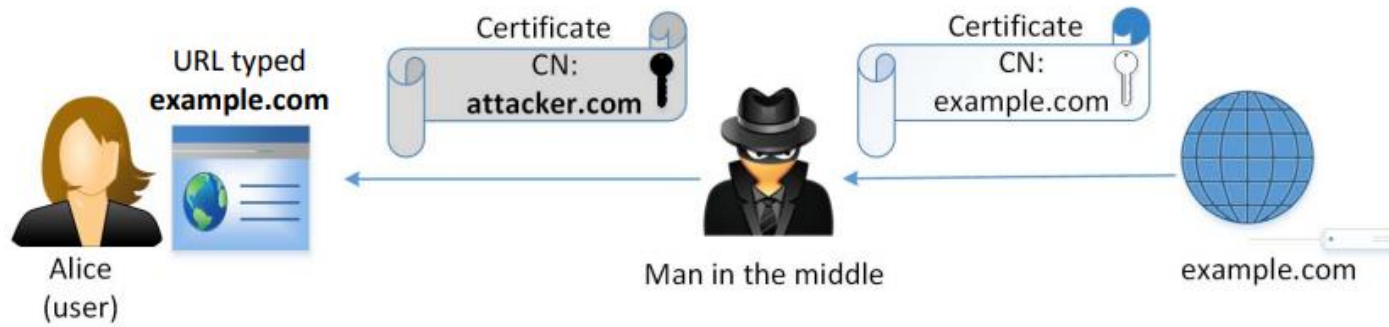 URL typed
example.com
Certificate
CN:
attacker.com
Certificate
CN:
example.com
Alice
(user)
Man in the middle
example.com